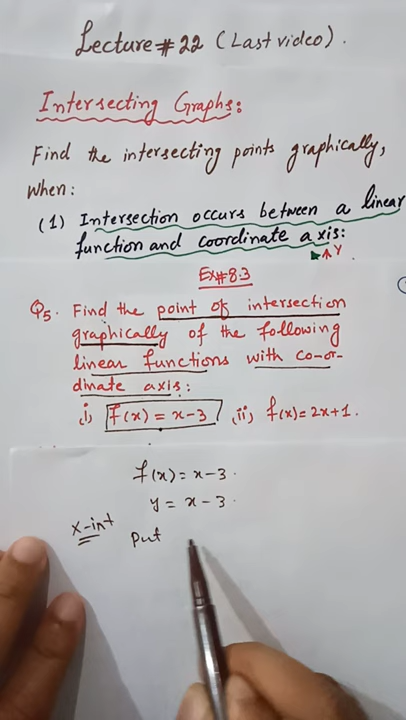 Lecture # 22 (Last video).
Intersecting Graphs:
Find the intersecting points graphically,
when:
(1) Intersection occurs between a linear
function and coordinate axis:
x Y
Ex#8.3
Q5. Find the point of intersection
graphically of the following
linear functions with co-or-
dinate axis:
i) f(x) = x-3 , ii) f(x) = 2x+1.
f(x) = x-3.
y = x-3.
x-int Put